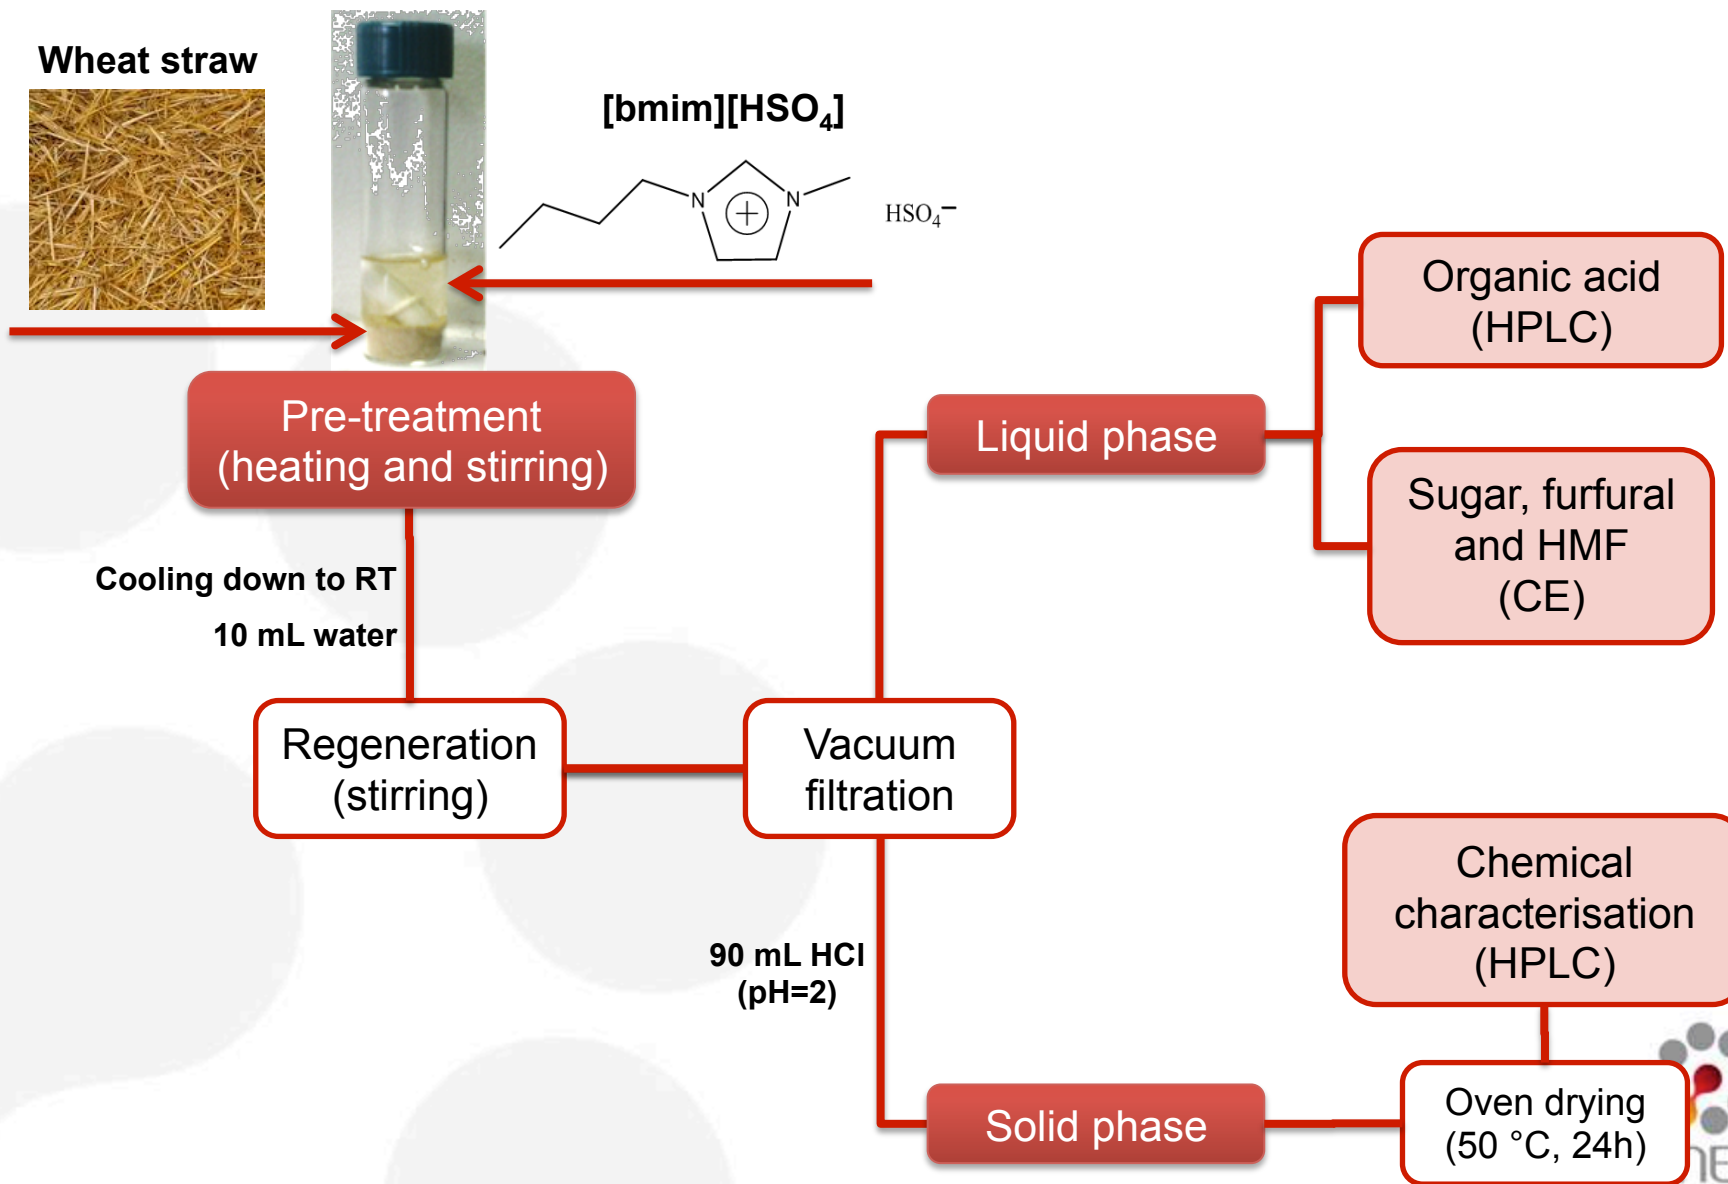 Wheat straw
[bmim][HSO₄]
N
N
+
HSO₄⁻
Pre-treatment
(heating and stirring)
Cooling down to RT
10 mL water
Regeneration
(stirring)
Vacuum
filtration
Liquid phase
Organic acid
(HPLC)
Sugar, furfural
and HMF
(CE)
90 mL HCl
(pH=2)
Solid phase
Chemical
characterisation
(HPLC)
Oven drying
(50 °C, 24h)